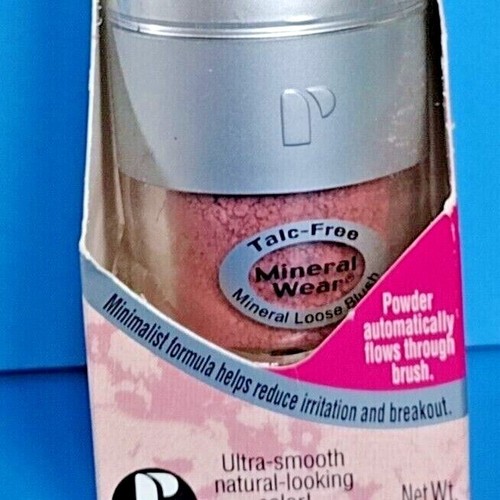 Talc-Free
Mineral
Wear®
Mineral Loose Blush
Powder
automatically
flows through
brush.
Minimalist formula helps reduce irritation and breakout.
Ultra-smooth
natural-looking
color!
Net Wt.